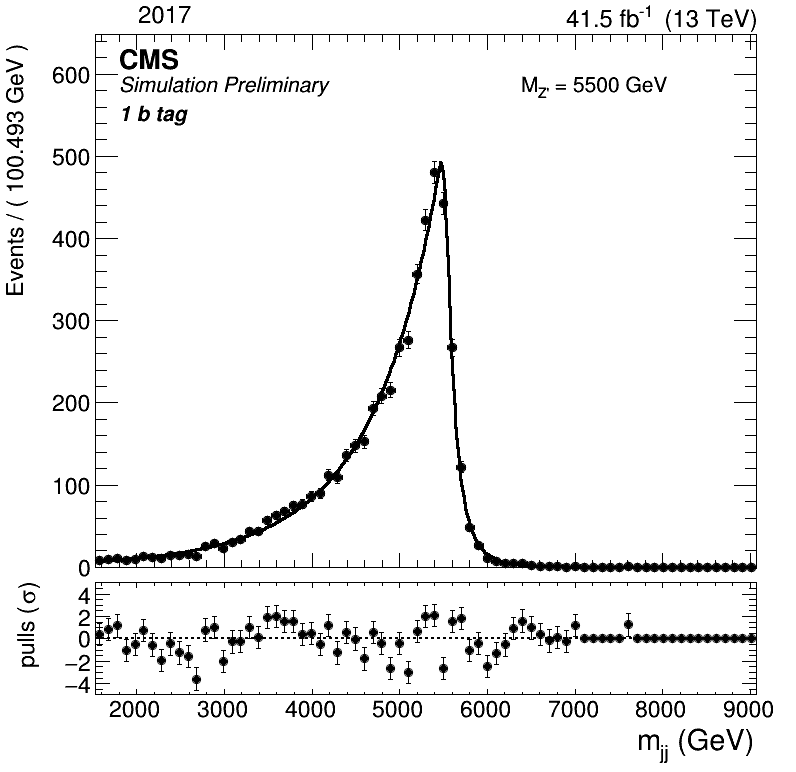 2017 41.5 fb⁻¹ (13 TeV)
CMS
Simulation Preliminary
1 b tag
M_Z' = 5500 GeV
Events / ( 100.493 GeV )
600
500
400
300
200
100
0
pulls (σ)
4
2
0
−2
−4
2000 3000 4000 5000 6000 7000 8000 9000
m_jj (GeV)